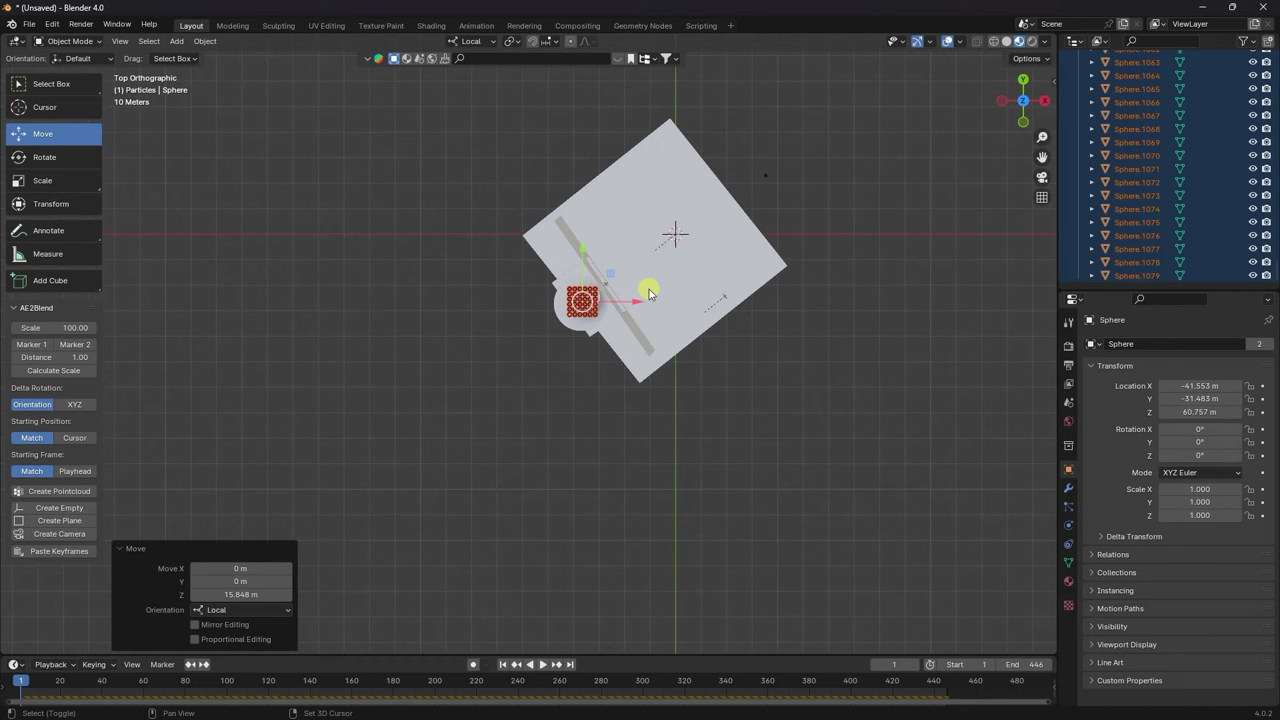 * (Unsaved) - Blender 4.0
File Edit Render Window Help Layout Modeling Sculpting UV Editing Texture Paint Shading Animation Rendering Compositing Geometry Nodes Scripting + Scene ViewLayer
Object Mode View Select Add Object Local
Orientation: Default Drag: Select Box Options
Top Orthographic
(1) Particles | Sphere
10 Meters
Select Box
Cursor
Move
Rotate
Scale
Transform
Annotate
Measure
Add Cube
AE2Blend
Scale 100.00
Marker 1 Marker 2
Distance 1.00
Calculate Scale
Delta Rotation:
Orientation XYZ
Starting Position:
Match Cursor
Starting Frame:
Match Playhead
Create Pointcloud
Create Empty
Create Plane
Create Camera
Paste Keyframes
Move
Move X 0 m
Y 0 m
Z 15.848 m
Orientation Local
Mirror Editing
Proportional Editing
Y
Z X
Sphere.1063
Sphere.1064
Sphere.1065
Sphere.1066
Sphere.1067
Sphere.1068
Sphere.1069
Sphere.1070
Sphere.1071
Sphere.1072
Sphere.1073
Sphere.1074
Sphere.1075
Sphere.1076
Sphere.1077
Sphere.1078
Sphere.1079
Sphere
Sphere 2
Transform
Location X -41.553 m
Y -31.483 m
Z 60.757 m
Rotation X 0°
Y 0°
Z 0°
Mode XYZ Euler
Scale X 1.000
Y 1.000
Z 1.000
Delta Transform
Relations
Collections
Instancing
Motion Paths
Visibility
Viewport Display
Line Art
Custom Properties
Playback Keying View Marker 1 Start 1 End 446
1 20 40 60 80 100 120 140 160 180 200 220 240 260 280 300 320 340 360 380 400 420 440 460 480
Select (Toggle) Pan View Set 3D Cursor 4.0.2